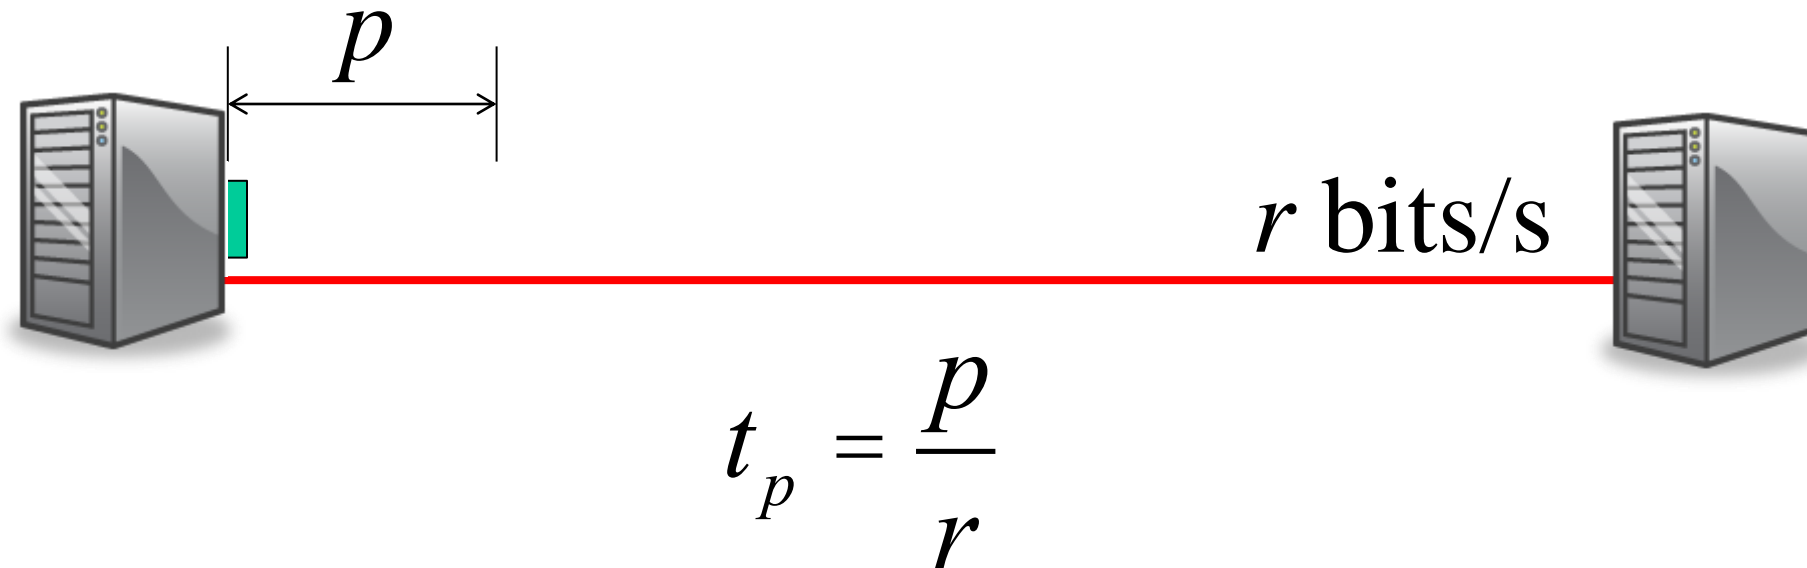 p
r bits/s
t_p = p/r